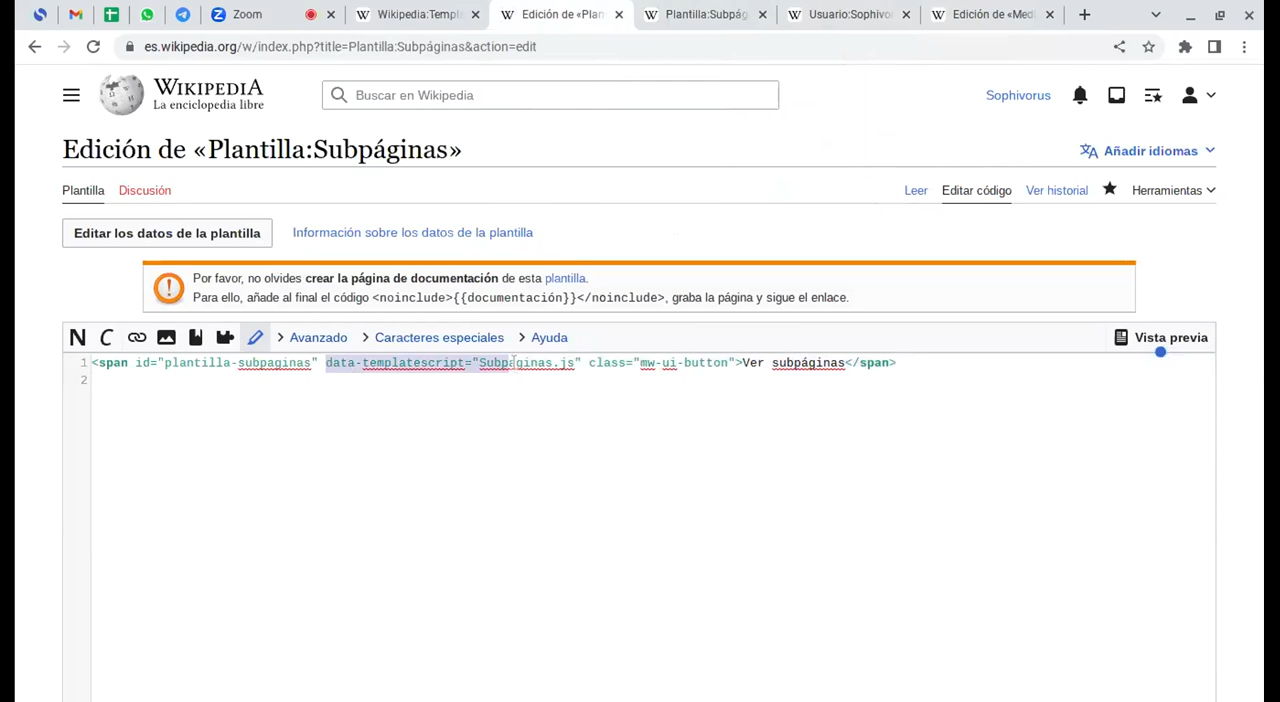 Zoom
Wikipedia:Templ
Edición de «Plan
Plantilla:Subpág
Usuario:Sophivo
Edición de «Med
es.wikipedia.org/w/index.php?title=Plantilla:Subpáginas&action=edit
WIKIPEDIA
La enciclopedia libre
Buscar en Wikipedia
Sophivorus
Edición de «Plantilla:Subpáginas»
Añadir idiomas
Plantilla Discusión
Leer Editar código Ver historial Herramientas
Editar los datos de la plantilla
Información sobre los datos de la plantilla
Por favor, no olvides crear la página de documentación de esta plantilla.
Para ello, añade al final el código <noinclude>{{documentación}}</noinclude>, graba la página y sigue el enlace.
N C Avanzado Caracteres especiales Ayuda Vista previa
1 <span id="plantilla-subpaginas" data-templatescript="Subpáginas.js" class="mw-ui-button">Ver subpáginas</span>
2